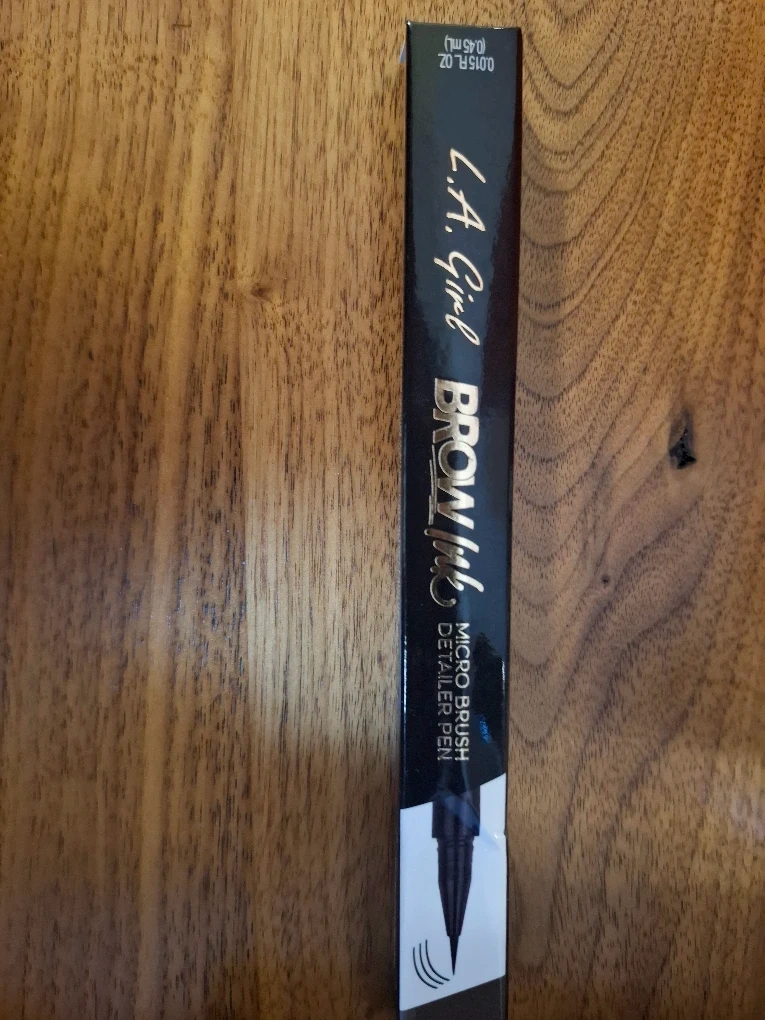 0.015 FL. OZ
(0.45 mL)
L.A. Girl
BROW Ink
MICRO BRUSH
DETAILER PEN